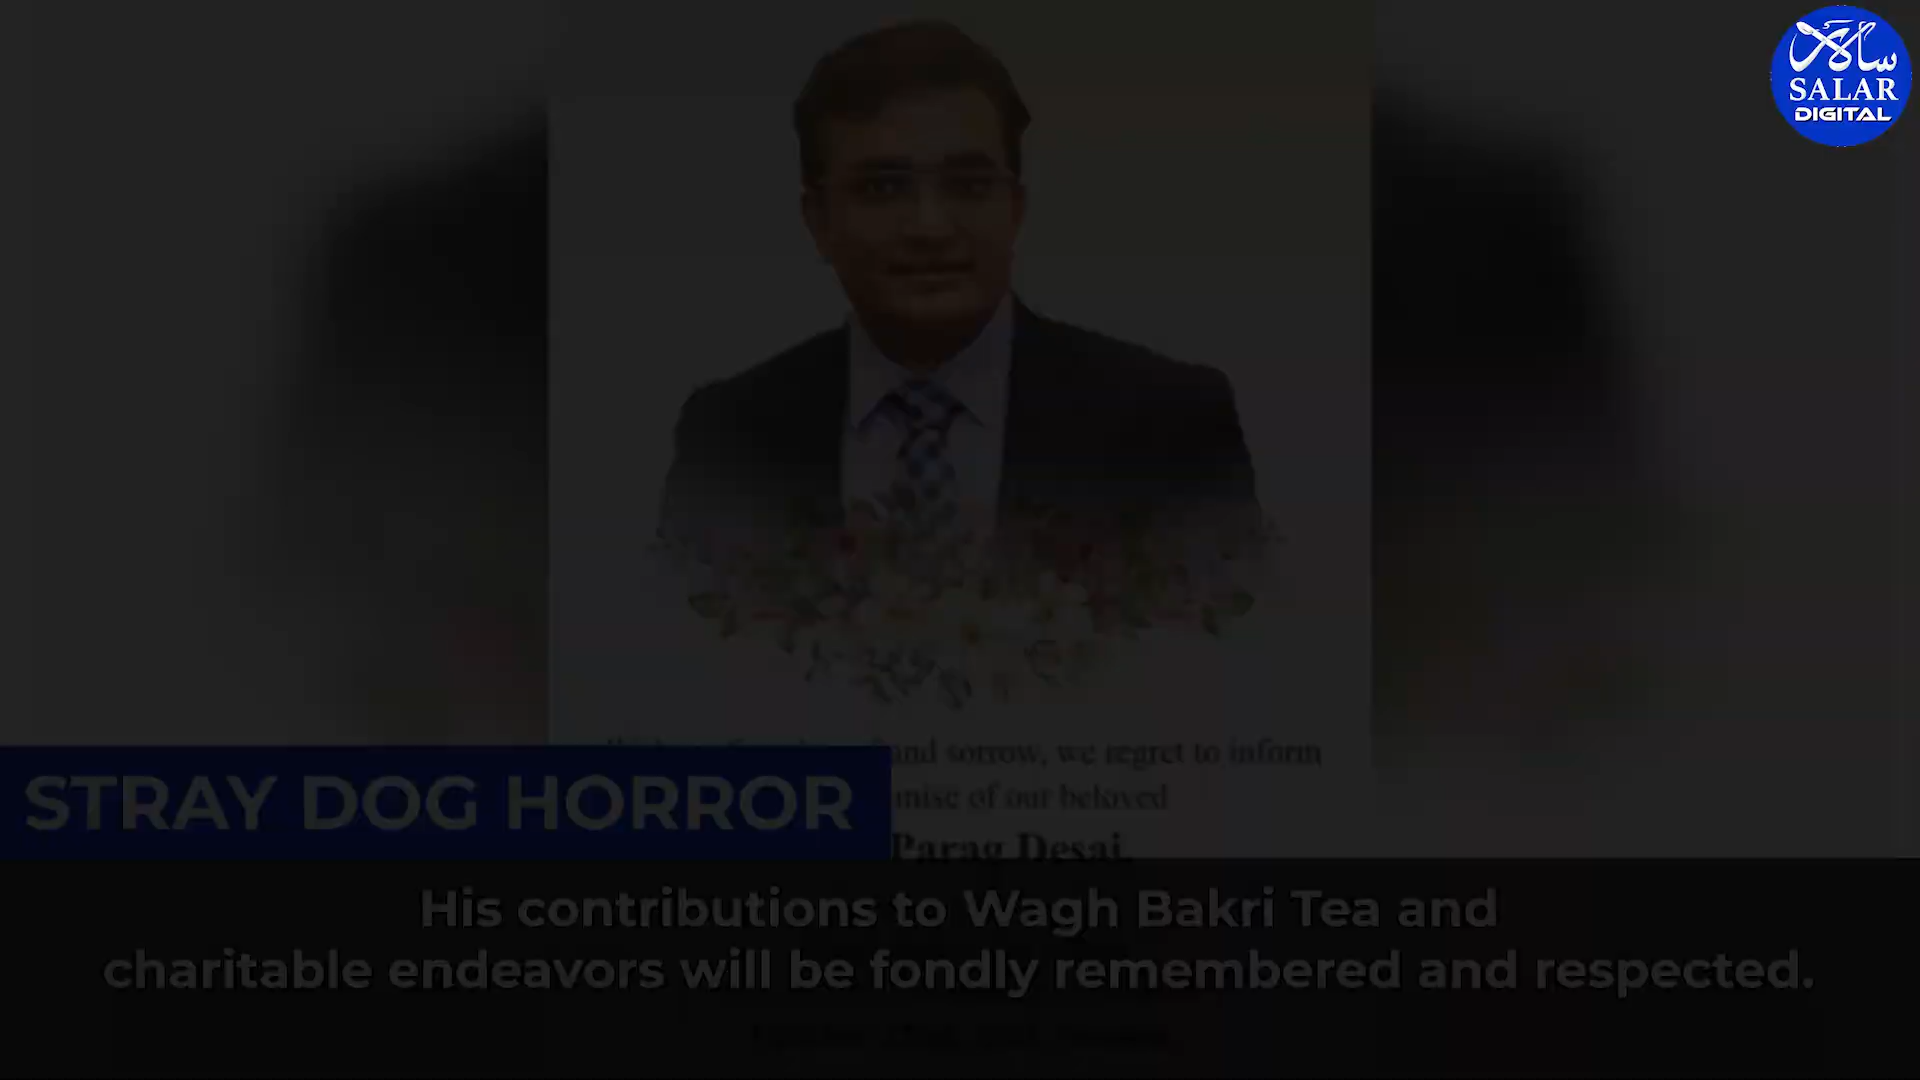 سالار
SALAR
DIGITAL
and sorrow, we regret to inform
of our beloved
Parag Desai.
STRAY DOG HORROR
His contributions to Wagh Bakri Tea and
charitable endeavors will be fondly remembered and respected.